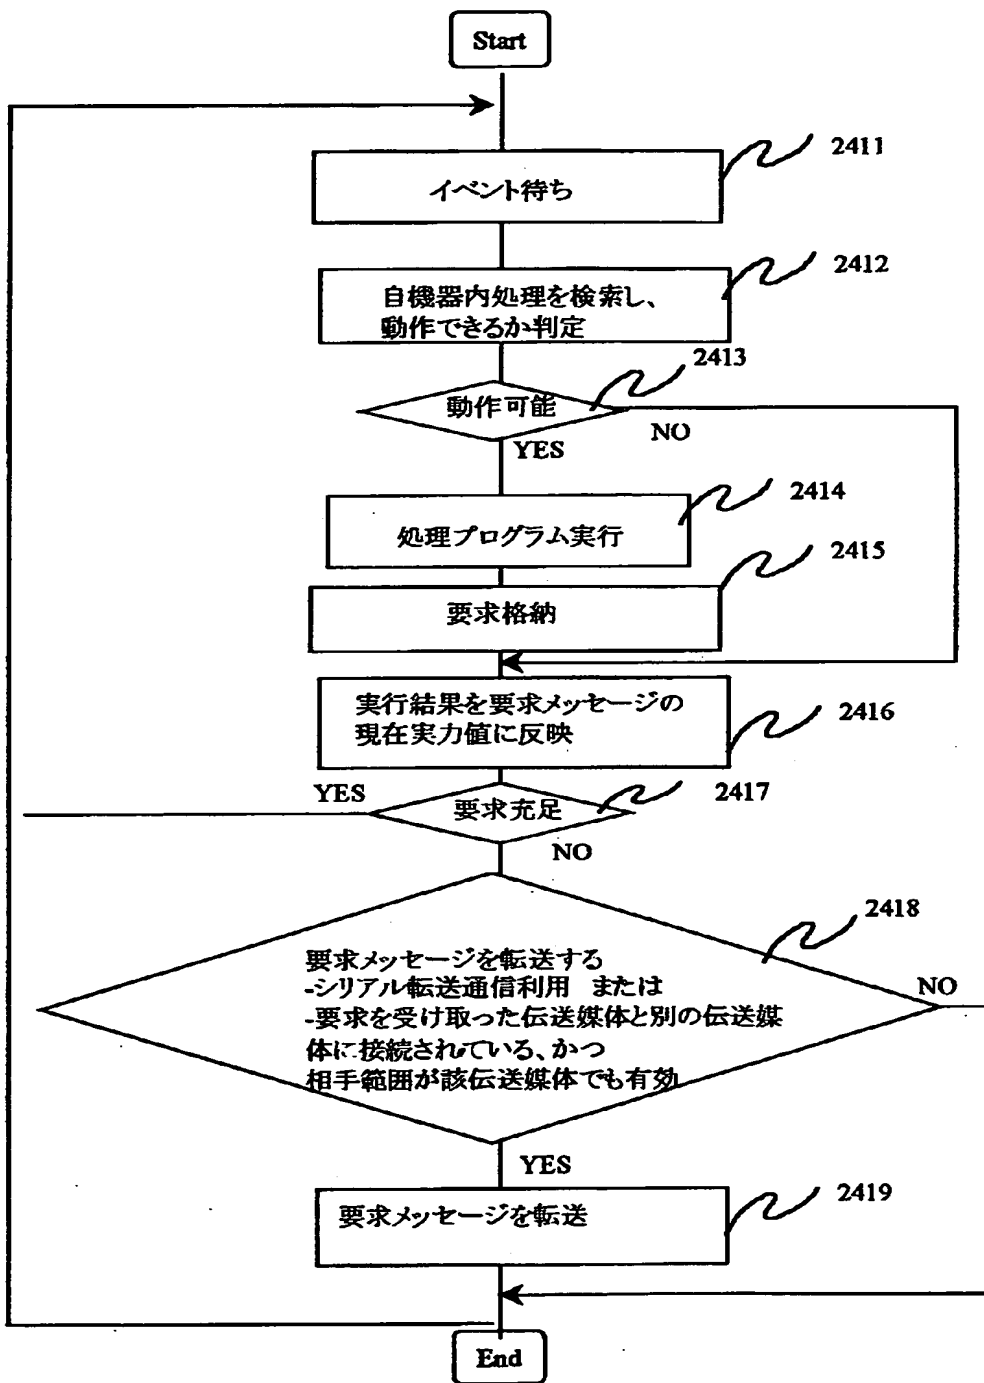 Start
2411
イベント待ち
2412
自機器内処理を検索し、
動作できるか判定
2413
動作可能
NO
YES
2414
処理プログラム実行
2415
要求格納
実行結果を要求メッセージの
現在実力値に反映
2416
YES
要求充足
2417
NO
2418
要求メッセージを転送する
-シリアル転送通信利用 または
-要求を受け取った伝送媒体と別の伝送媒
体に接続されている、かつ
相手範囲が該伝送媒体でも有効
NO
YES
2419
要求メッセージを転送
End